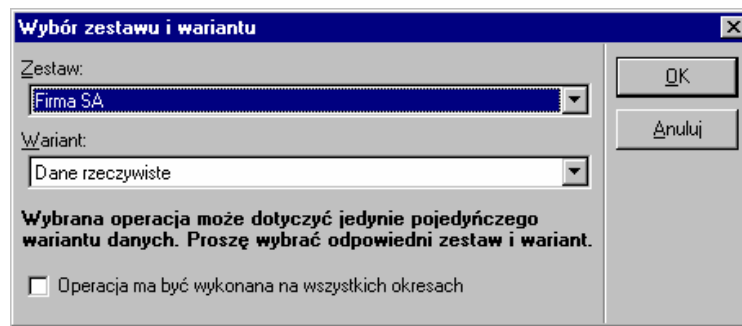 Wybór zestawu i wariantu
Zestaw:
OK
Firma SA
Anuluj
Wariant:
Dane rzeczywiste
Wybrana operacja może dotyczyć jedynie pojedyńczego
wariantu danych. Proszę wybrać odpowiedni zestaw i wariant.
Operacja ma być wykonana na wszystkich okresach